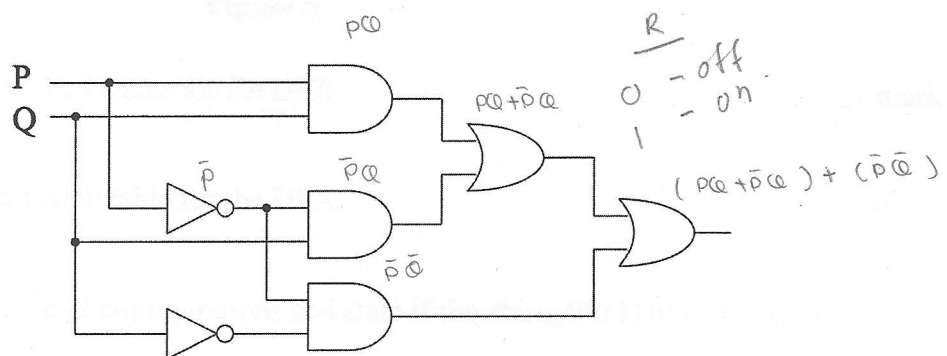 PQ
R
0 - off
1 - on
P
Q
PQ+P̄Q
P̄
P̄Q
(PQ+P̄Q) + (P̄Q̄)
P̄Q̄